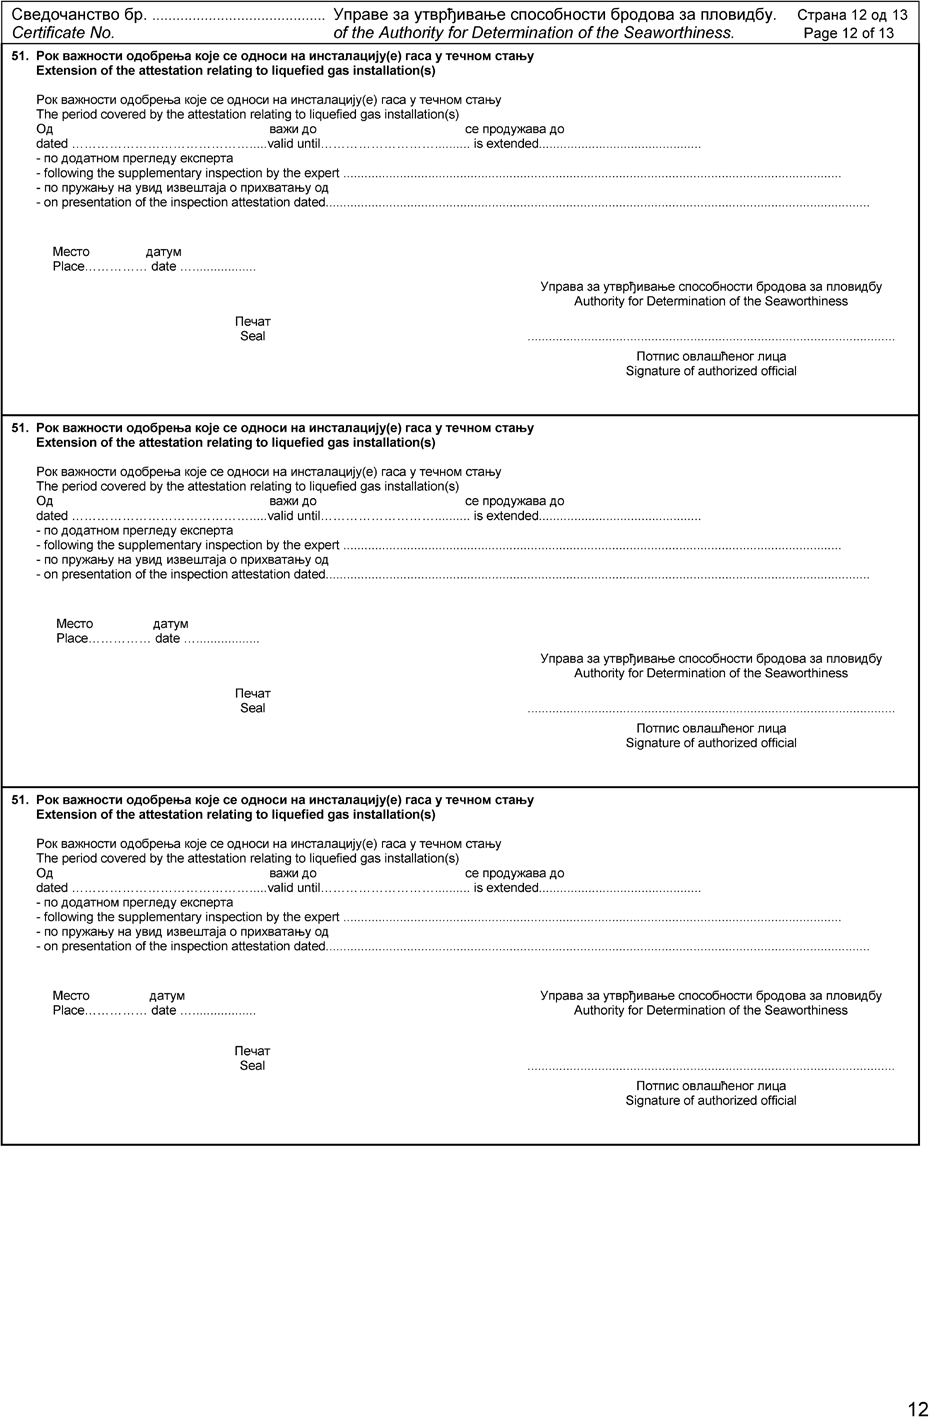 Сведочанство бр. ........................................... Управе за утврђивање способности бродова за пловидбу. Страна 12 од 13
Certificate No. of the Authority for Determination of the Seaworthiness. Page 12 of 13
51. Рок важности одобрења које се односи на инсталацију(е) гаса у течном стању
Extension of the attestation relating to liquefied gas installation(s)
Рок важности одобрења које се односи на инсталацију(е) гаса у течном стању
The period covered by the attestation relating to liquefied gas installation(s)
Од важи до се продужава до
dated ……………………………………....valid until………………………......... is extended..............................................
- по додатном прегледу експерта
- following the supplementary inspection by the expert ..............................................................................................................................................
- по пружању на увид извештаја о прихватању од
- on presentation of the inspection attestation dated...........................................................................................................................................................
Место датум
Place…………… date …..................
Управа за утврђивање способности бродова за пловидбу
Authority for Determination of the Seaworthiness
Печат
Seal ........................................................................................................
Потпис овлашћеног лица
Signature of authorized official
51. Рок важности одобрења које се односи на инсталацију(е) гаса у течном стању
Extension of the attestation relating to liquefied gas installation(s)
Рок важности одобрења које се односи на инсталацију(е) гаса у течном стању
The period covered by the attestation relating to liquefied gas installation(s)
Од важи до се продужава до
dated ……………………………………....valid until………………………......... is extended..............................................
- по додатном прегледу експерта
- following the supplementary inspection by the expert ..............................................................................................................................................
- по пружању на увид извештаја о прихватању од
- on presentation of the inspection attestation dated...........................................................................................................................................................
Место датум
Place…………… date …..................
Управа за утврђивање способности бродова за пловидбу
Authority for Determination of the Seaworthiness
Печат
Seal ........................................................................................................
Потпис овлашћеног лица
Signature of authorized official
51. Рок важности одобрења које се односи на инсталацију(е) гаса у течном стању
Extension of the attestation relating to liquefied gas installation(s)
Рок важности одобрења које се односи на инсталацију(е) гаса у течном стању
The period covered by the attestation relating to liquefied gas installation(s)
Од важи до се продужава до
dated ……………………………………....valid until………………………......... is extended..............................................
- по додатном прегледу експерта
- following the supplementary inspection by the expert ..............................................................................................................................................
- по пружању на увид извештаја о прихватању од
- on presentation of the inspection attestation dated...........................................................................................................................................................
Место датум Управа за утврђивање способности бродова за пловидбу
Place…………… date ….................. Authority for Determination of the Seaworthiness
Печат
Seal ........................................................................................................
Потпис овлашћеног лица
Signature of authorized official
12